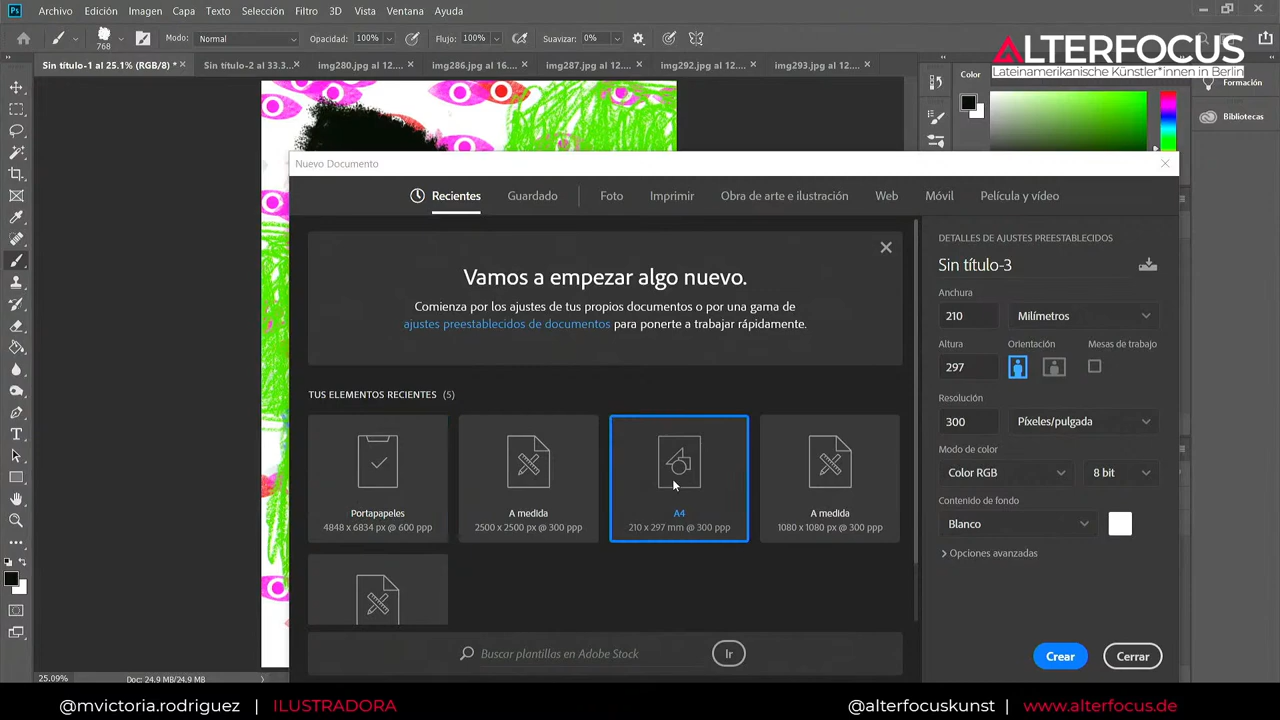 Ps Archivo Edición Imagen Capa Texto Selección Filtro 3D Vista Ventana Ayuda
768 Modo: Normal Opacidad: 100% Flujo: 100% Suavizar: 0%
ALTERFOCUS
Lateinamerikanische Künstler*innen in Berlin
Sin título-1 al 25.1% (RGB/8) * × Sin título-2 al 33.3... × img280.jpg al 12.... × img286.jpg al 16.... × img287.jpg al 12.... × img292.jpg al 12.... × img293.jpg al 12.... ×
Color
Formación
Bibliotecas
Nuevo Documento
Recientes Guardado Foto Imprimir Obra de arte e ilustración Web Móvil Película y vídeo
Vamos a empezar algo nuevo.
Comienza por los ajustes de tus propios documentos o por una gama de
ajustes preestablecidos de documentos para ponerte a trabajar rápidamente.
TUS ELEMENTOS RECIENTES (5)
Portapapeles
4848 x 6834 px @ 600 ppp
A medida
2500 x 2500 px @ 300 ppp
A4
210 x 297 mm @ 300 ppp
A medida
1080 x 1080 px @ 300 ppp
Buscar plantillas en Adobe Stock Ir
DETALLES DE AJUSTES PREESTABLECIDOS
Sin título-3
Anchura
210 Milímetros
Altura Orientación Mesas de trabajo
297
Resolución
300 Píxeles/pulgada
Modo de color
Color RGB 8 bit
Contenido de fondo
Blanco
Opciones avanzadas
Crear Cerrar
25.09% Doc: 24,9 MB/24,9 MB
@mvictoria.rodriguez | ILUSTRADORA
@alterfocuskunst | www.alterfocus.de